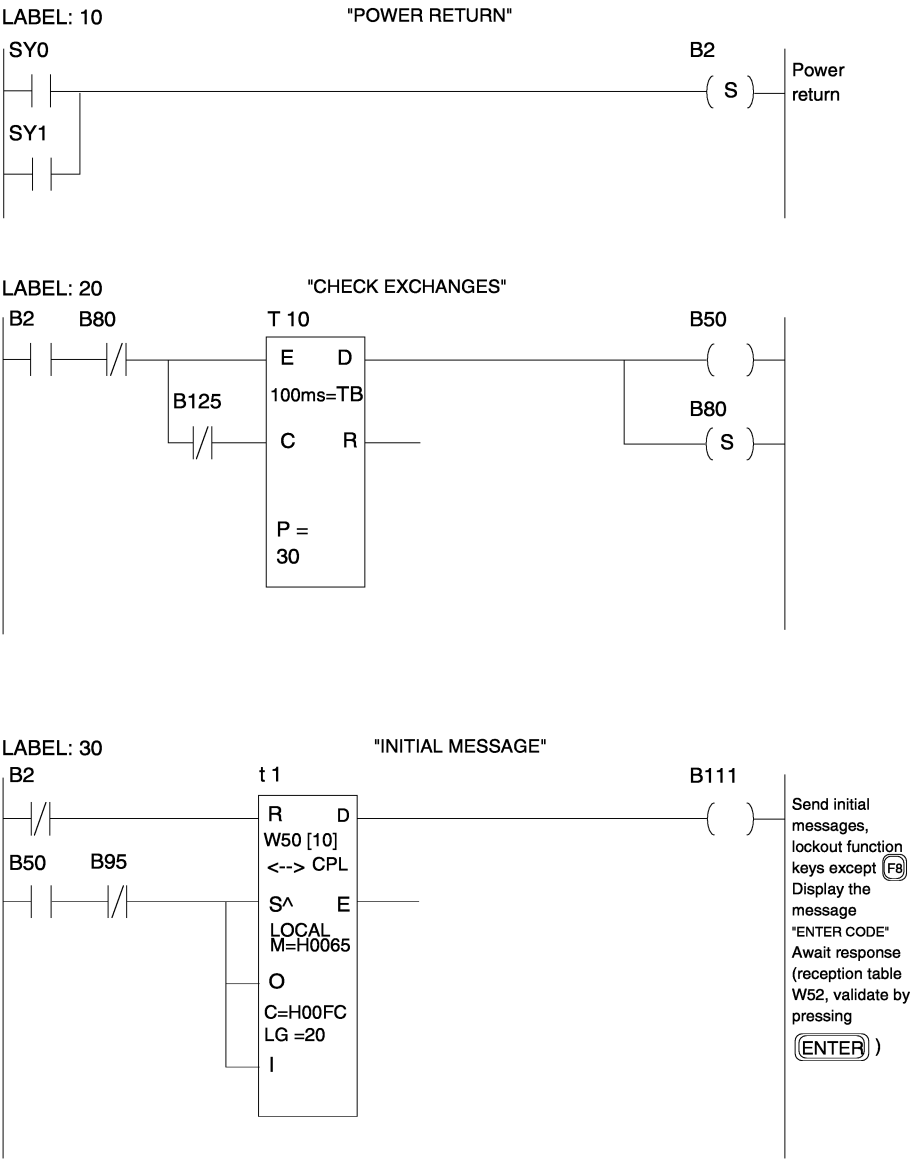 LABEL: 10 "POWER RETURN"
SY0 B2
S Power
return
SY1
LABEL: 20 "CHECK EXCHANGES"
B2 B80 T 10 B50
E D
100ms=TB
B125 B80
C R S
P =
30
LABEL: 30 "INITIAL MESSAGE"
B2 t 1 B111
R D
W50 [10]
<--> CPL
B50 B95
S^ E
LOCAL
M=H0065
O
C=H00FC
LG =20
I
Send initial
messages,
lockout function
keys except F8
Display the
message
"ENTER CODE"
Await response
(reception table
W52, validate by
pressing
ENTER )